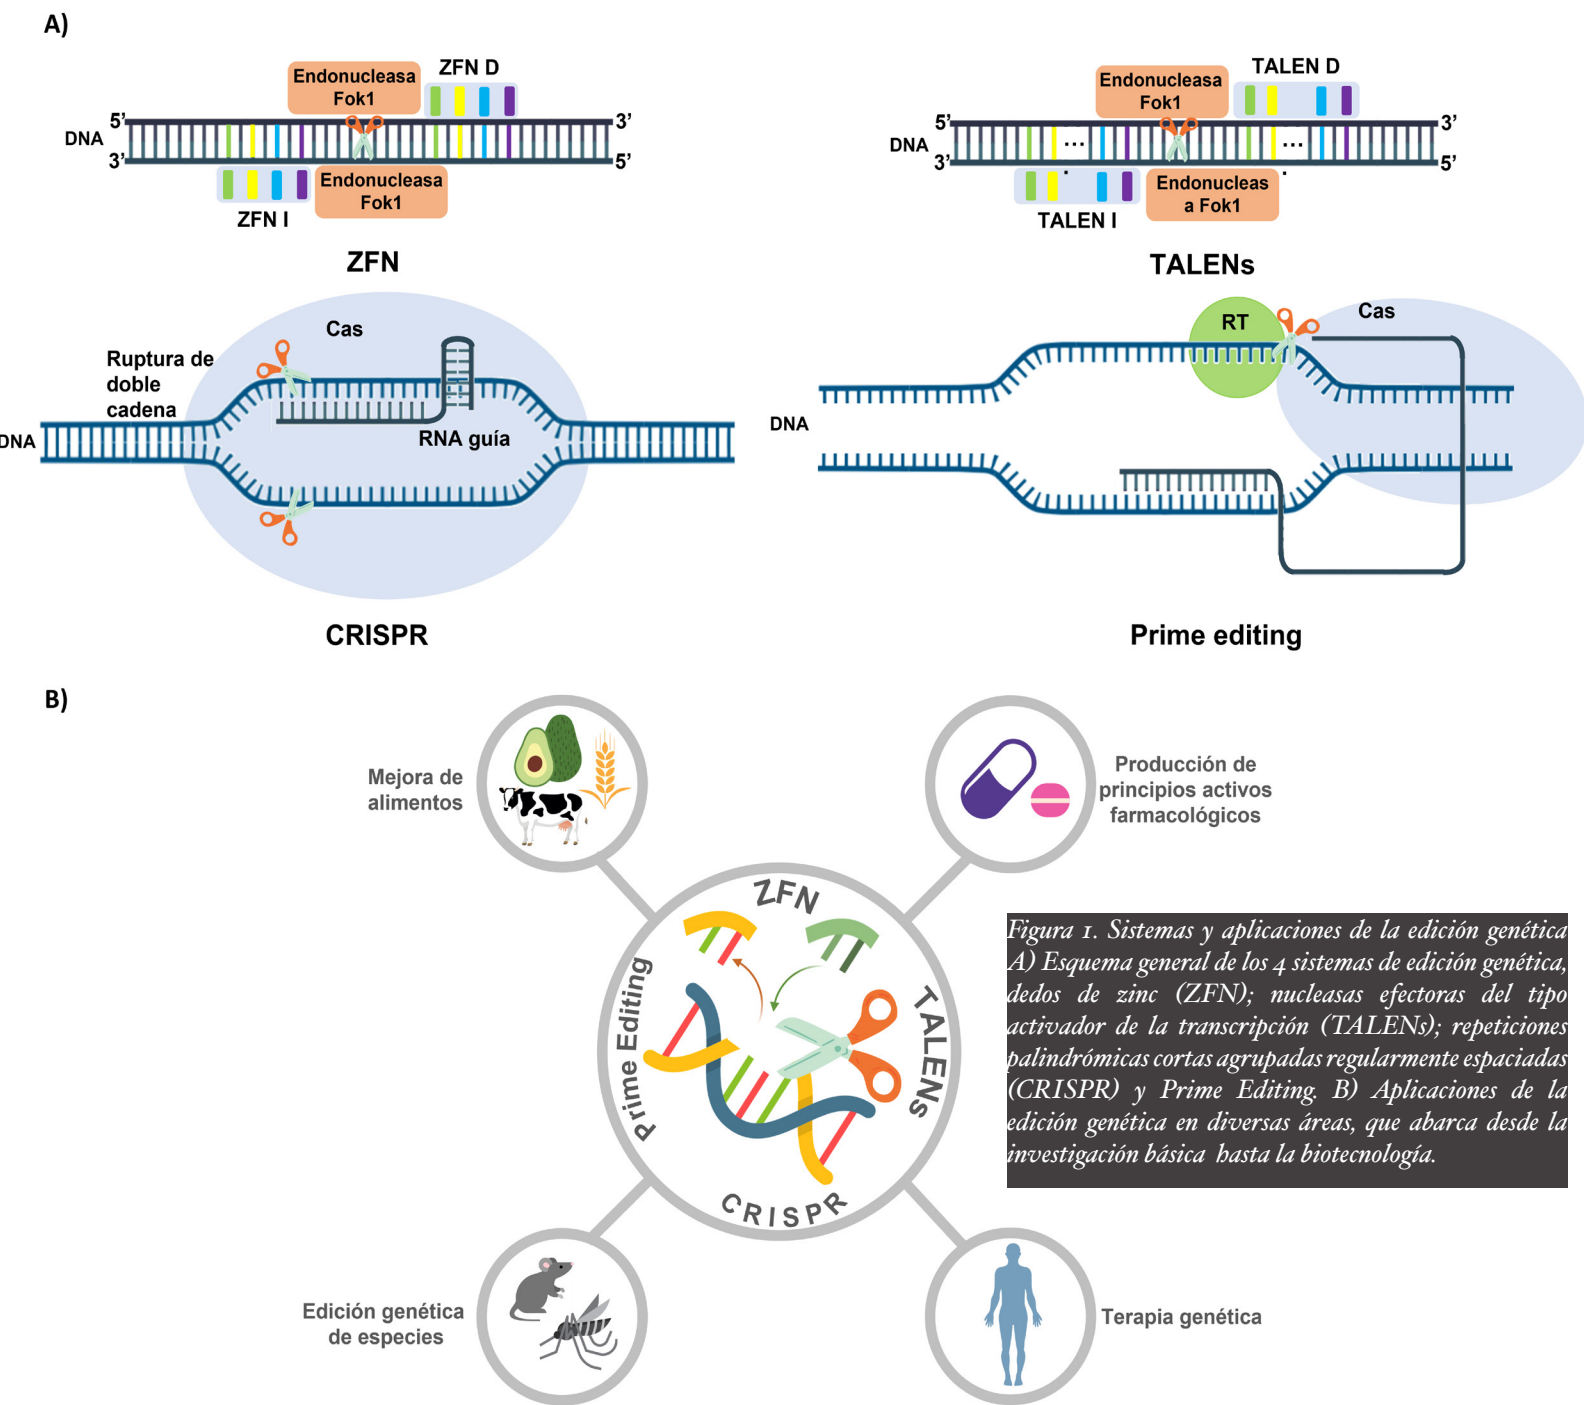 A)
ZFN D
Endonucleasa
Fok1
5’
3’
DNA
3’
5’
Endonucleasa
Fok1
ZFN I
ZFN
TALEN D
Endonucleasa
Fok1
5’
3’
DNA
...
...
3’
5’
Endonucleas
a Fok1
TALEN I
TALENs
Cas
Ruptura de
doble
cadena
RNA guía
DNA
CRISPR
RT
Cas
DNA
Prime editing
B)
Mejora de
alimentos
Producción de
principios activos
farmacológicos
ZFN
TALENs
CRISPR
Prime Editing
Figura 1. Sistemas y aplicaciones de la edición genética
A) Esquema general de los 4 sistemas de edición genética,
dedos de zinc (ZFN); nucleasas efectoras del tipo
activador de la transcripción (TALENs); repeticiones
palindrómicas cortas agrupadas regularmente espaciadas
(CRISPR) y Prime Editing. B) Aplicaciones de la
edición genética en diversas áreas, que abarca desde la
investigación básica hasta la biotecnología.
Edición genética
de especies
Terapia genética